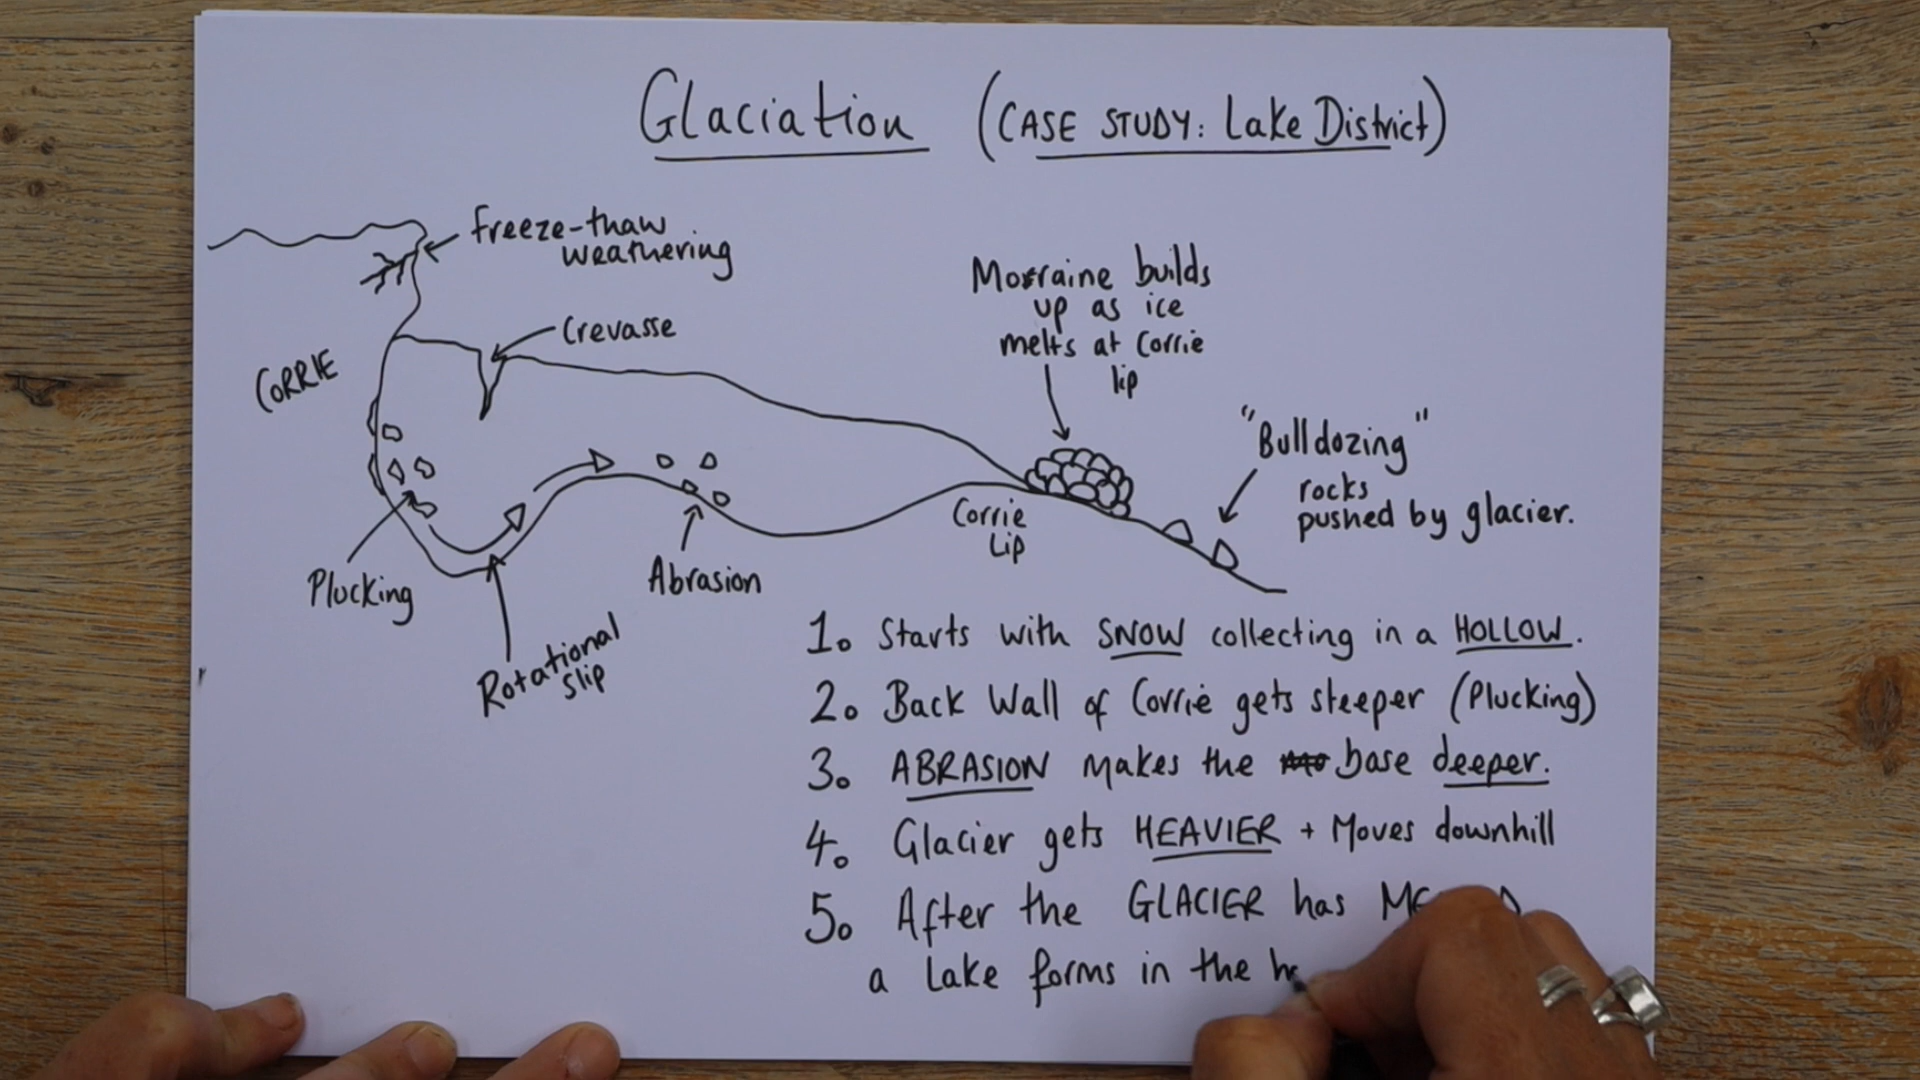 Glaciation (CASE STUDY: Lake District)
freeze-thaw
weathering
Crevasse
CORRIE
Moraine builds
up as ice
melts at Corrie
lip
"Bulldozing"
rocks
pushed by glacier.
Corrie
Lip
Plucking
Abrasion
Rotational
slip
1. Starts with SNOW collecting in a HOLLOW.
2. Back Wall of Corrie gets steeper (Plucking)
3. ABRASION makes the base deeper.
4. Glacier gets HEAVIER + Moves downhill
5. After the GLACIER has
a Lake forms in the